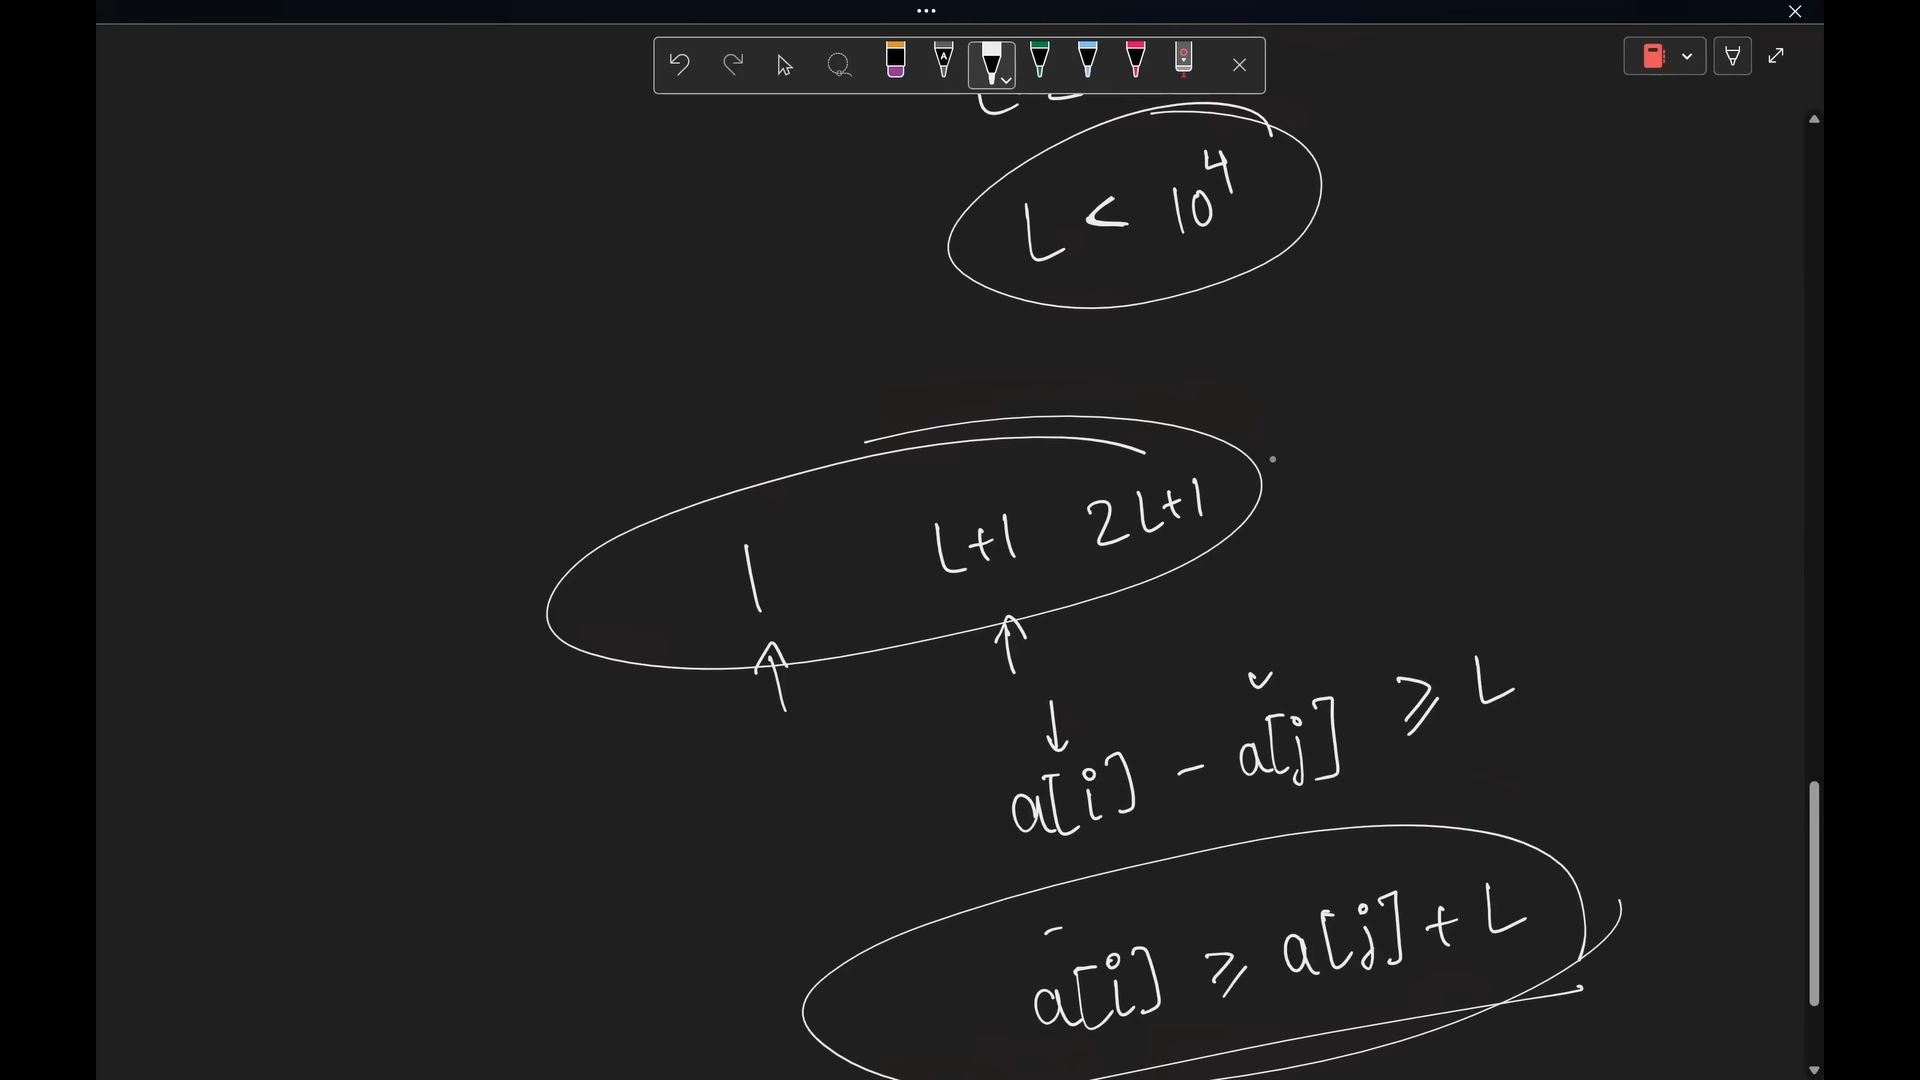 L < 10^4
1 L+1 2L+1
a[i] - a[j] ≥ L
a[i] ≥ a[j] + L